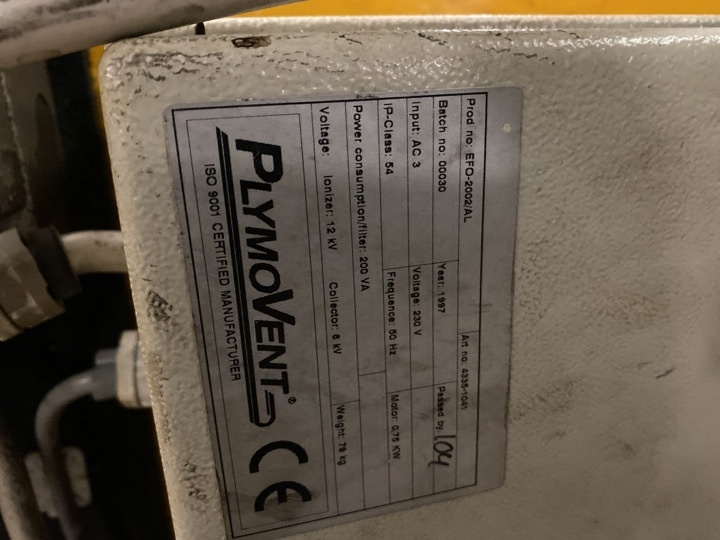 Prod no: EFO-2002/AL Art no: 4335-1041
Batch no: 00030 Year: 1997 Passed by: 104
Input: AC 3 Voltage: 230 V
IP-Class: 54 Frequence: 50 Hz Motor: 0,75 KW
Power consumption/filter: 200 VA
Voltage: Ionizer: 12 kV Collector: 6 kV Weight: 79 kg
PLYMOVENT® CE
ISO 9001 CERTIFIED MANUFACTURER